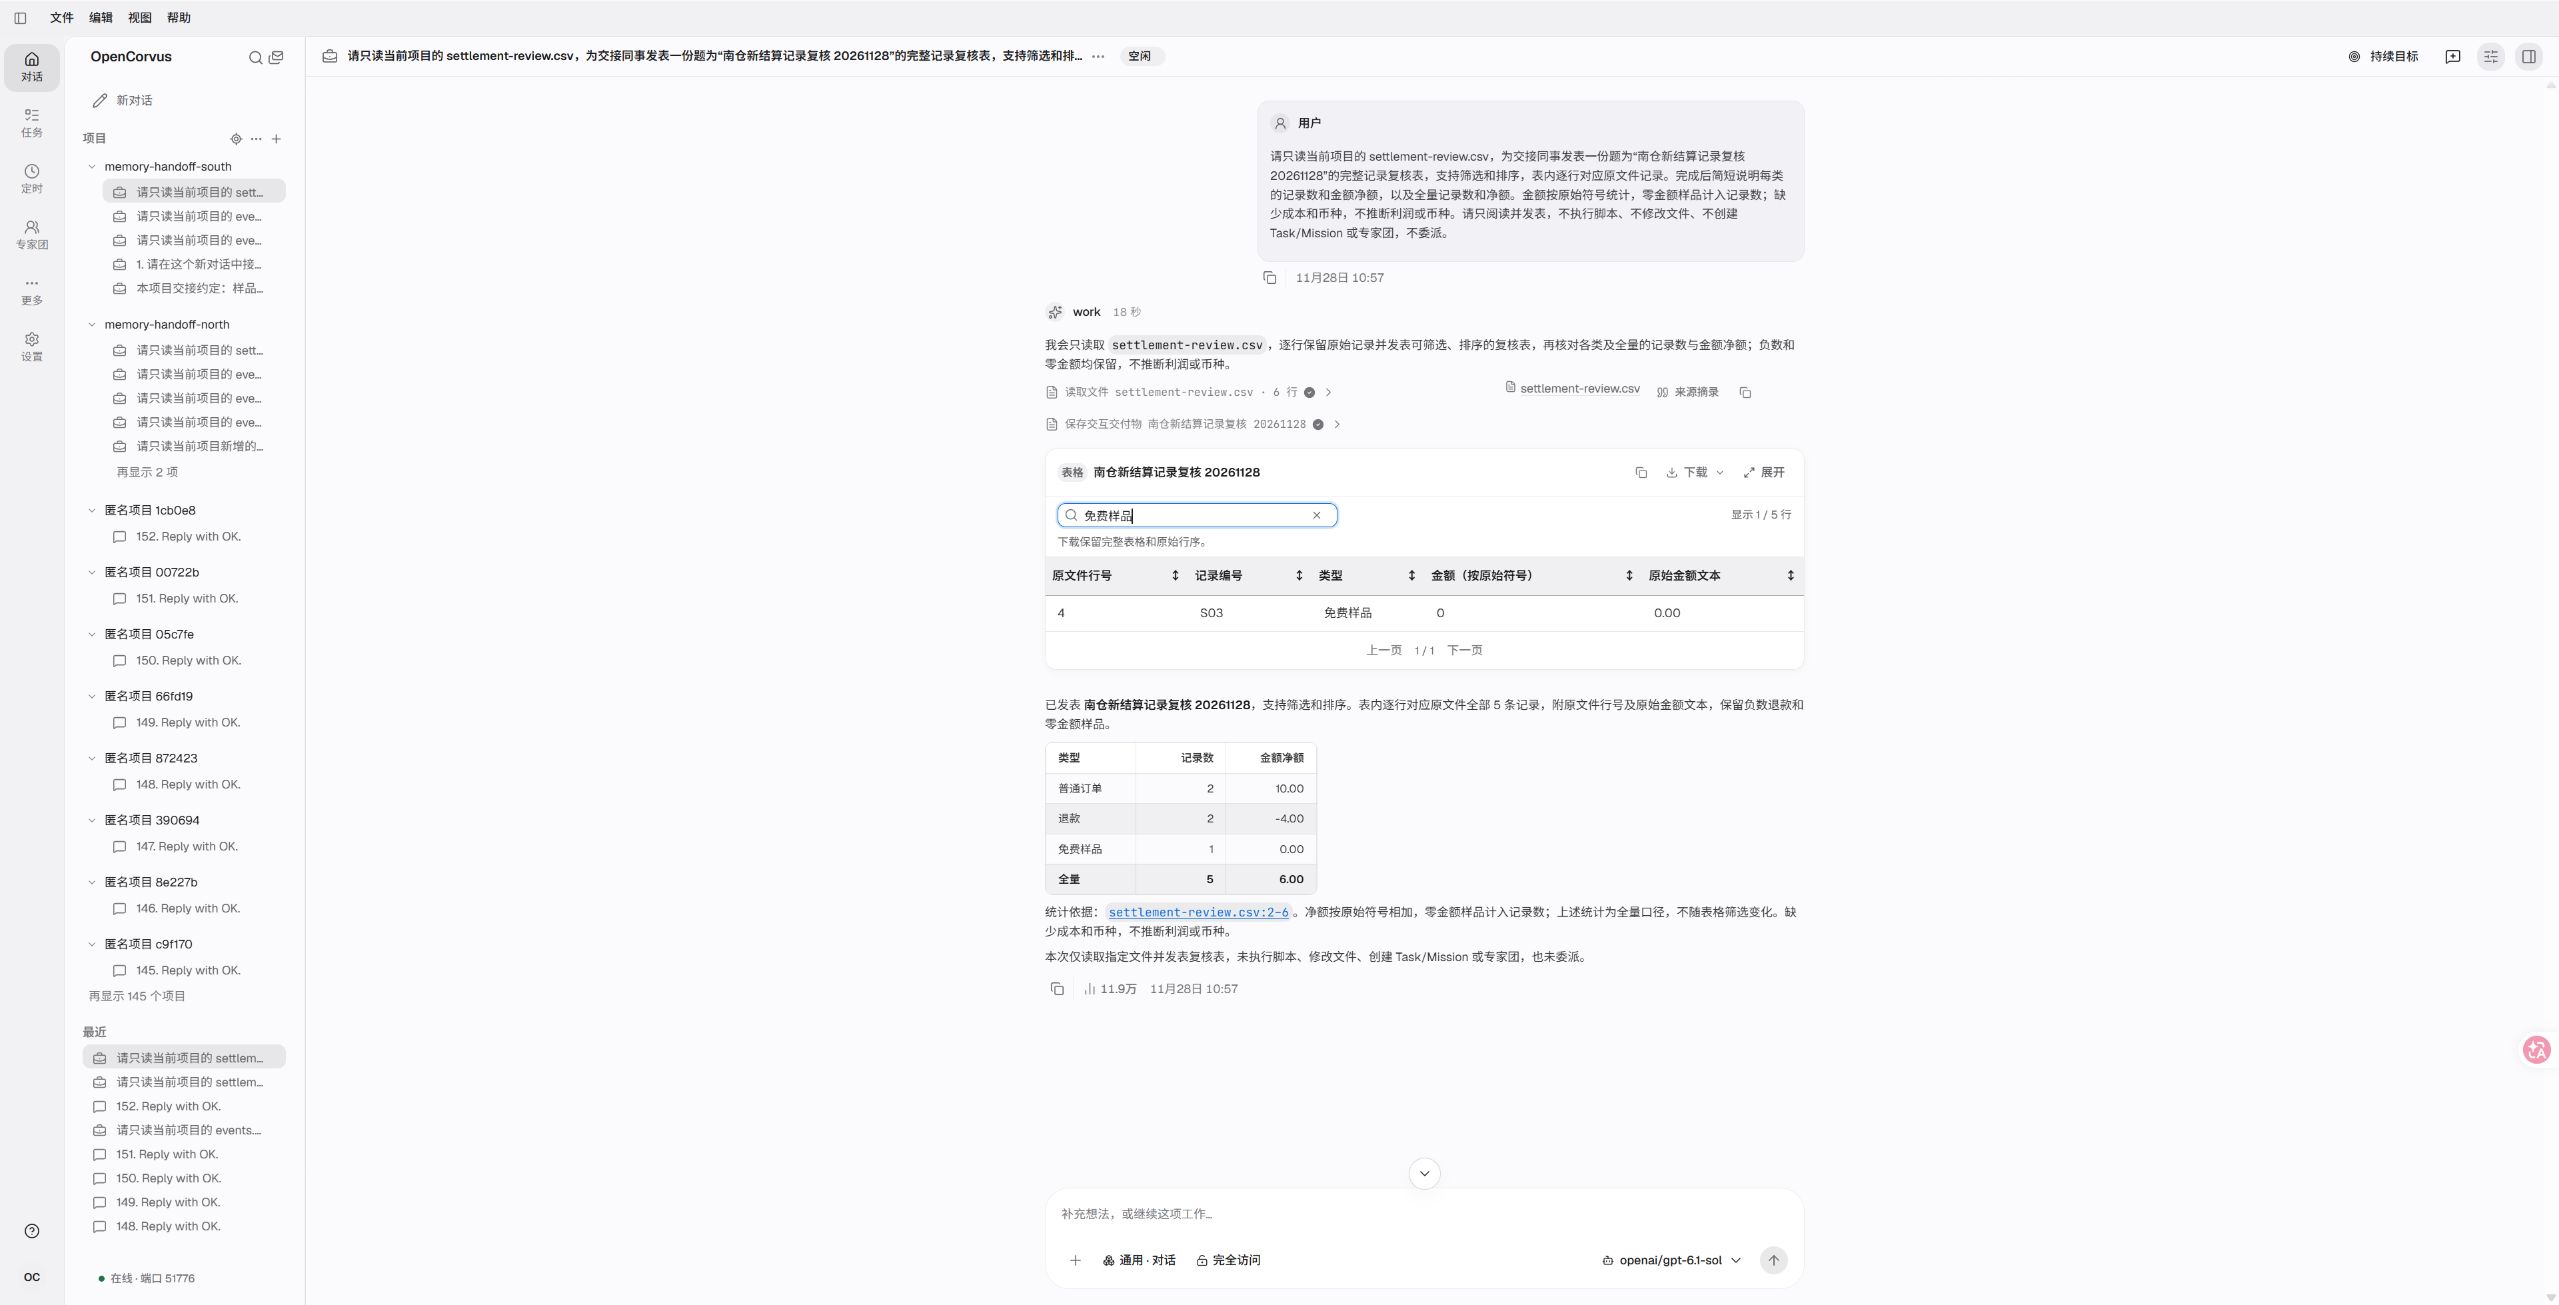 文件 编辑 视图 帮助
对话
任务
定时
专家团
更多
设置
OC
OpenCorvus
新对话
项目
memory-handoff-south
请只读当前项目的 sett...
请只读当前项目的 eve...
请只读当前项目的 eve...
1. 请在这个新对话中接...
本项目交接约定：样品...
memory-handoff-north
请只读当前项目的 sett...
请只读当前项目的 eve...
请只读当前项目的 eve...
请只读当前项目的 eve...
请只读当前项目新增的...
再显示 2 项
匿名项目 1cb0e8
152. Reply with OK.
匿名项目 00722b
151. Reply with OK.
匿名项目 05c7fe
150. Reply with OK.
匿名项目 66fd19
149. Reply with OK.
匿名项目 872423
148. Reply with OK.
匿名项目 390694
147. Reply with OK.
匿名项目 8e227b
146. Reply with OK.
匿名项目 c9f170
145. Reply with OK.
再显示 145 个项目
最近
请只读当前项目的 settlem...
请只读当前项目的 settlem...
152. Reply with OK.
请只读当前项目的 events....
151. Reply with OK.
150. Reply with OK.
149. Reply with OK.
148. Reply with OK.
在线 · 端口 51776
请只读当前项目的 settlement-review.csv，为交接同事发表一份题为“南仓新结算记录复核 20261128”的完整记录复核表，支持筛选和排... ··· 空闲 持续目标
用户
请只读当前项目的 settlement-review.csv，为交接同事发表一份题为“南仓新结算记录复核
20261128”的完整记录复核表，支持筛选和排序，表内逐行对应原文件记录。完成后简短说明每类
的记录数和金额净额，以及全量记录数和净额。金额按原始符号统计，零金额样品计入记录数；缺
少成本和币种，不推断利润或币种。请只阅读并发表，不执行脚本、不修改文件、不创建
Task/Mission 或专家团，不委派。
11月28日 10:57
work 18 秒
我会只读取 settlement-review.csv，逐行保留原始记录并发表可筛选、排序的复核表，再核对各类及全量的记录数与金额净额；负数和
零金额均保留，不推断利润或币种。
读取文件 settlement-review.csv · 6 行 settlement-review.csv 来源摘录
保存交互交付物 南仓新结算记录复核 20261128
表格 南仓新结算记录复核 20261128 下载 展开
免费样品 显示 1 / 5 行
下载保留完整表格和原始行序。
原文件行号 记录编号 类型 金额（按原始符号） 原始金额文本
4 S03 免费样品 0 0.00
上一页 1 / 1 下一页
已发表 南仓新结算记录复核 20261128，支持筛选和排序。表内逐行对应原文件全部 5 条记录，附原文件行号及原始金额文本，保留负数退款和
零金额样品。
类型 记录数 金额净额
普通订单 2 10.00
退款 2 -4.00
免费样品 1 0.00
全量 5 6.00
统计依据：settlement-review.csv:2-6。净额按原始符号相加，零金额样品计入记录数；上述统计为全量口径，不随表格筛选变化。缺
少成本和币种，不推断利润或币种。
本次仅读取指定文件并发表复核表，未执行脚本、修改文件、创建 Task/Mission 或专家团，也未委派。
11.9万 11月28日 10:57
补充想法，或继续这项工作...
通用 · 对话 完全访问 openai/gpt-6.1-sol